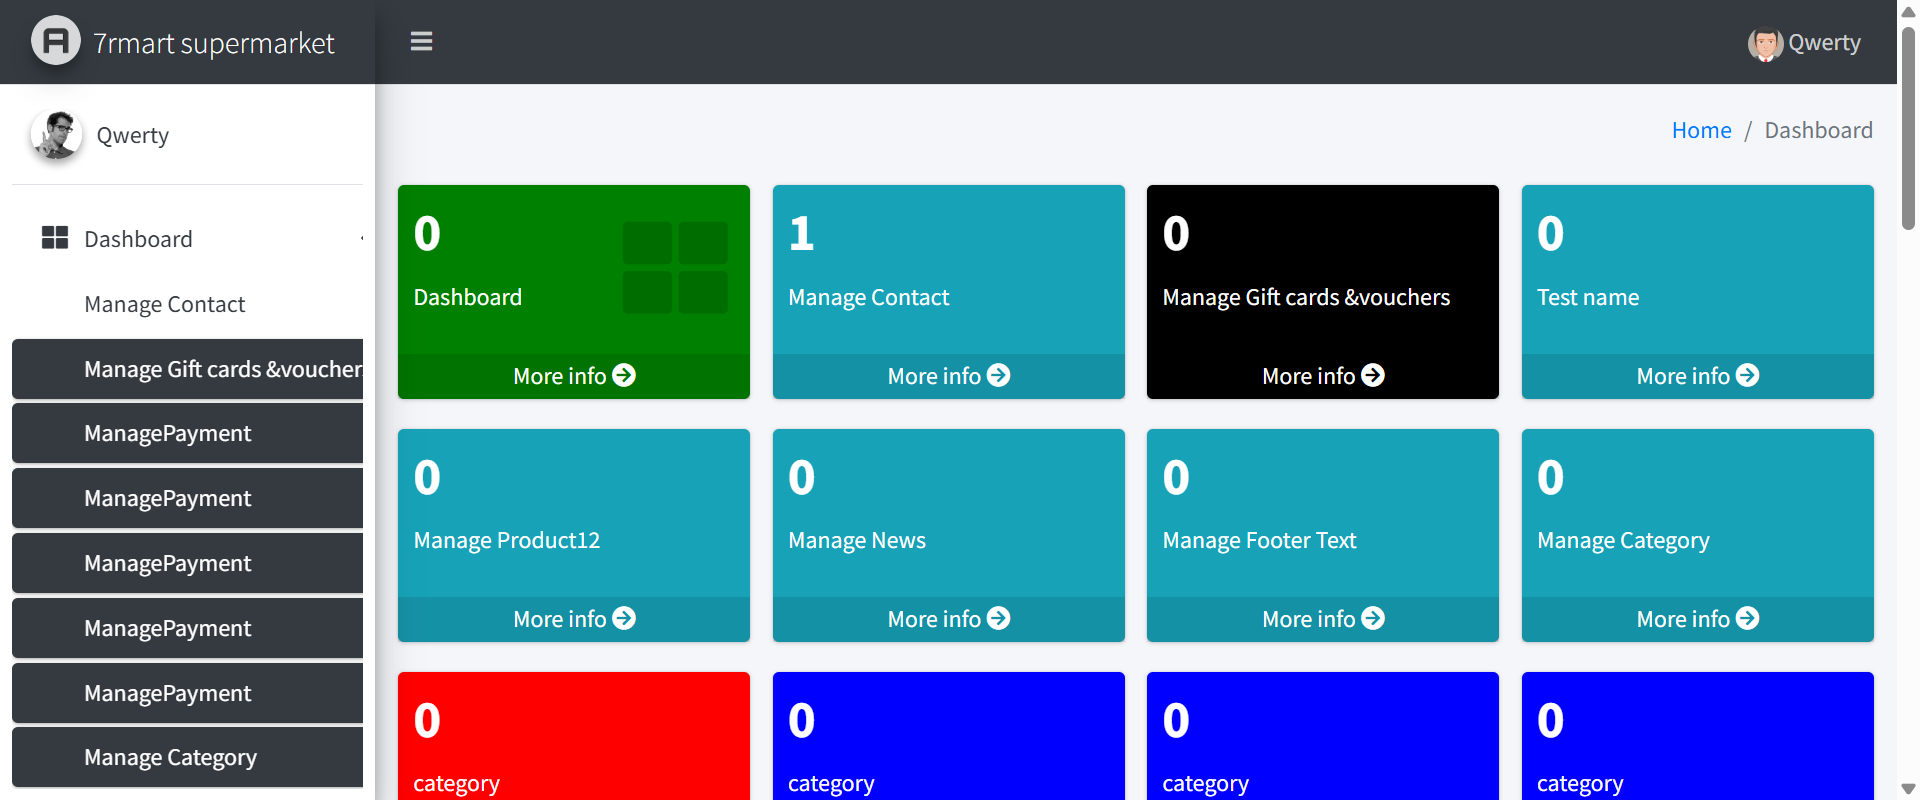 7rmart supermarket
Qwerty
Qwerty
Home / Dashboard
Dashboard
Manage Contact
Manage Gift cards &voucher
ManagePayment
ManagePayment
ManagePayment
ManagePayment
ManagePayment
Manage Category
0
Dashboard
More info
1
Manage Contact
More info
0
Manage Gift cards &vouchers
More info
0
Test name
More info
0
Manage Product12
More info
0
Manage News
More info
0
Manage Footer Text
More info
0
Manage Category
More info
0
category
0
category
0
category
0
category